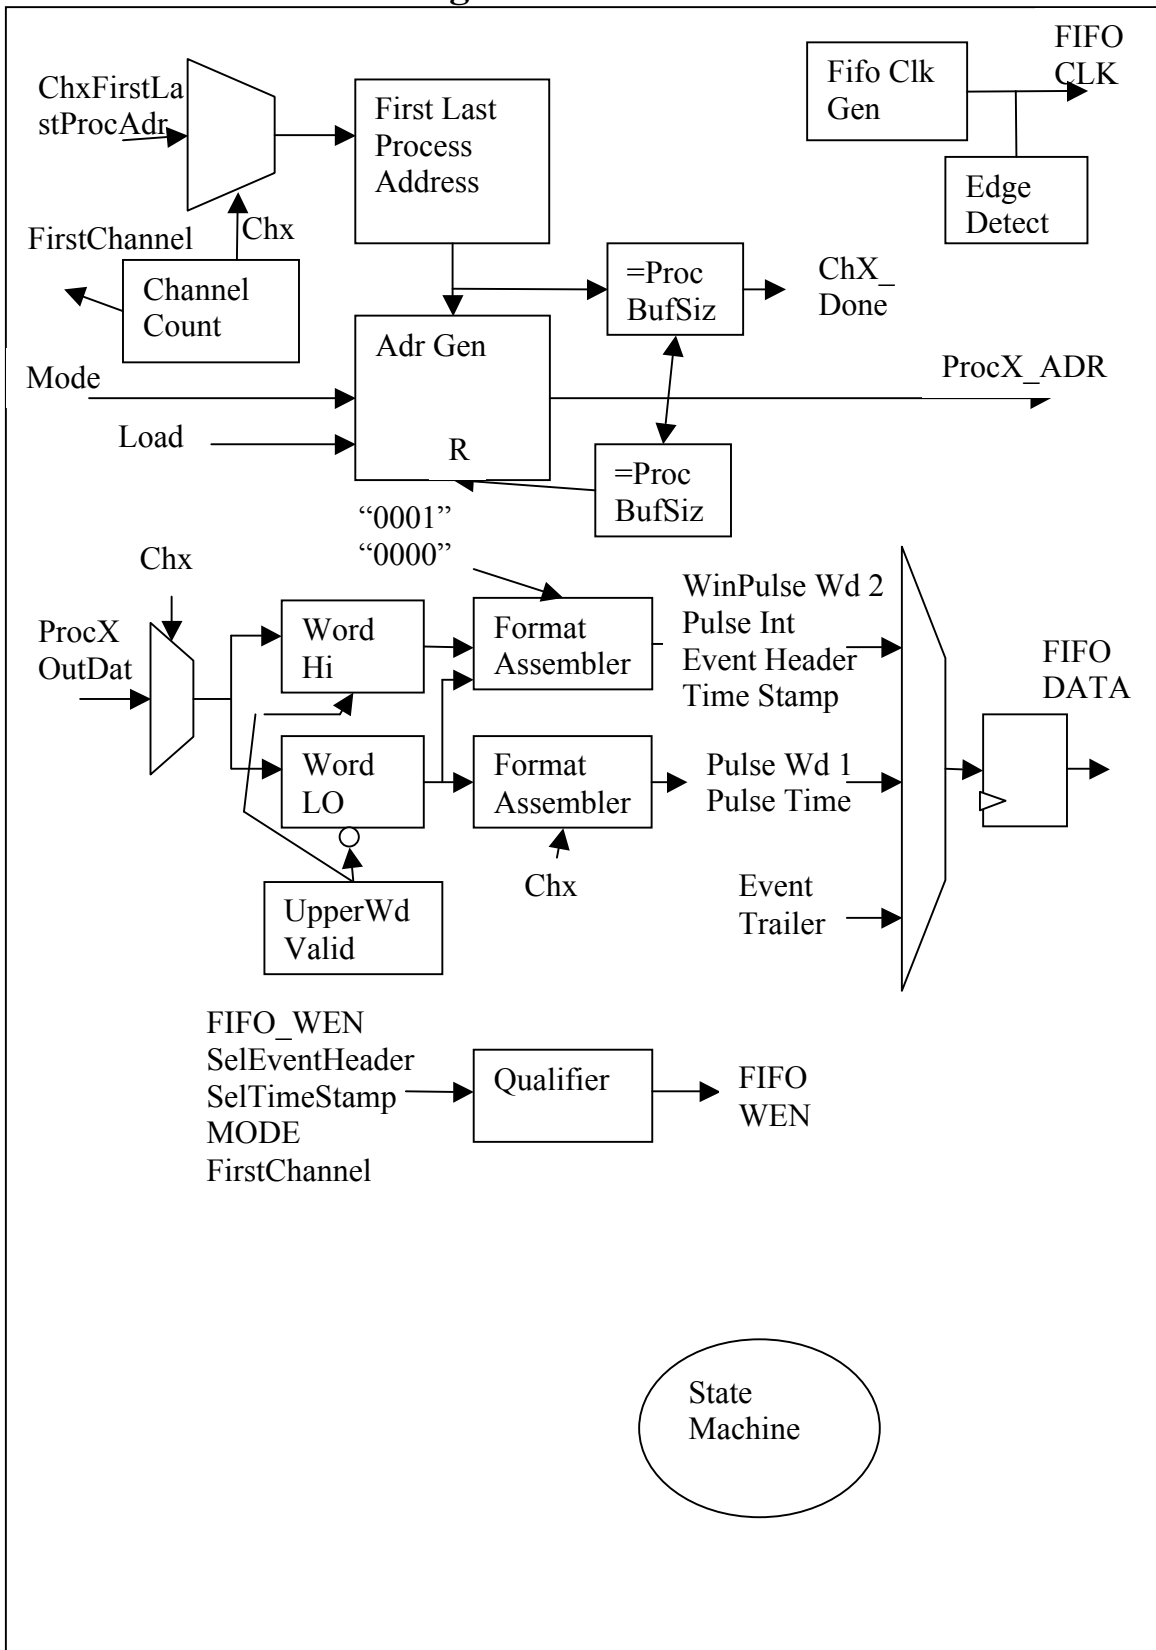 FIFO
CLK
Fifo Clk
Gen
ChxFirstLa
stProcAdr
First Last
Process
Address
Edge
Detect
FirstChannel
Chx
Channel
Count
=Proc
BufSiz
ChX_
Done
Adr Gen
R
Mode
Load
ProcX_ADR
=Proc
BufSiz
“0001”
“0000”
Chx
ProcX
OutDat
Word
Hi
Format
Assembler
WinPulse Wd 2
Pulse Int
Event Header
Time Stamp
FIFO
DATA
Word
LO
Format
Assembler
Pulse Wd 1
Pulse Time
Chx
UpperWd
Valid
Event
Trailer
FIFO_WEN
SelEventHeader
SelTimeStamp
MODE
FirstChannel
Qualifier
FIFO
WEN
State
Machine